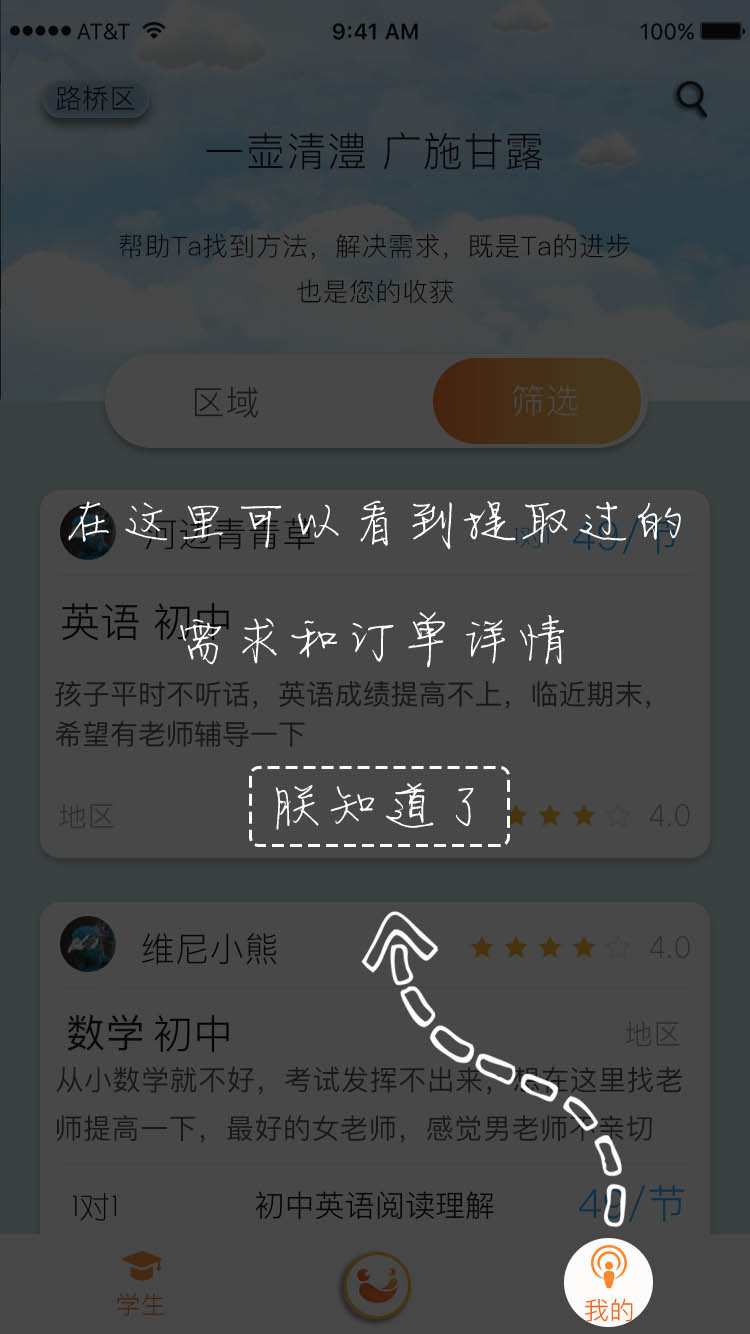 AT&T 9:41 AM 100%
路桥区
一壶清澧 广施甘露
帮助Ta找到方法，解决需求，既是Ta的进步
也是您的收获
区域 筛选
在这里可以看到提取过的
河边青青草 49/节
英语 初中
需求和订单详情
孩子平时不听话，英语成绩提高不上，临近期末，
希望有老师辅导一下
朕知道了
地区 4.0
维尼小熊 4.0
数学 初中 地区
从小数学就不好，考试发挥不出来，想在这里找老
师提高一下，最好的女老师，感觉男老师不亲切
1对1 初中英语阅读理解 49/节
学生 我的